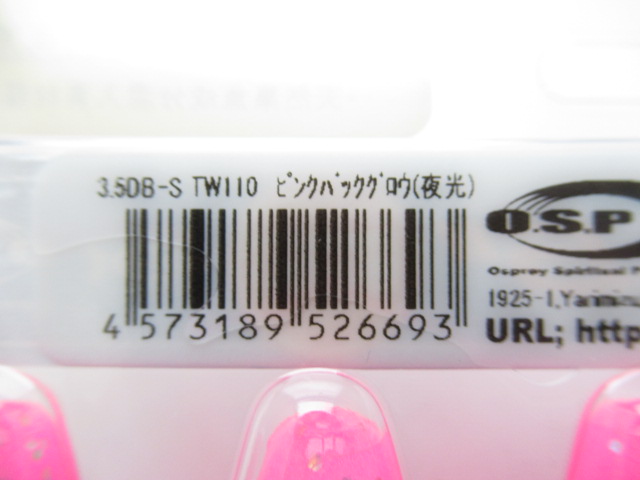 3.5DB-S TW110 ﾋﾟﾝｸﾊﾞｯｸｸﾞﾛｳ(夜光)
4 573189 526693
O.S.P
Osprey Spiritual
1925-1,
URL; http